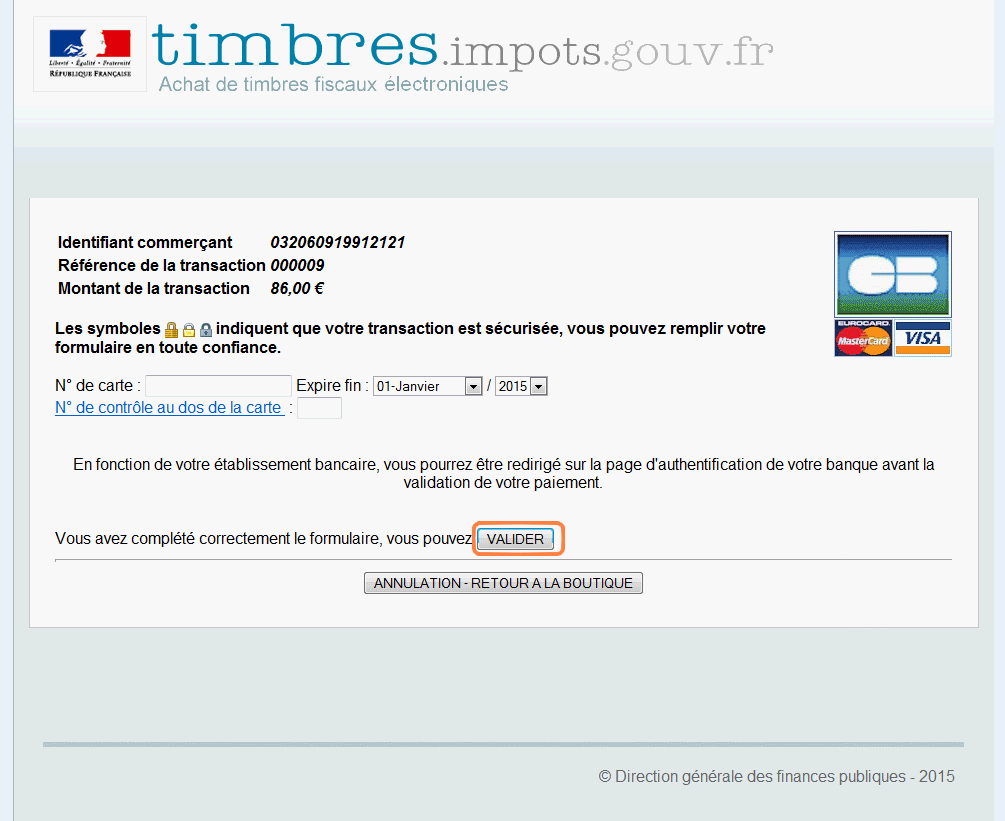 Liberté • Égalité • Fraternité
RÉPUBLIQUE FRANÇAISE
timbres.impots.gouv.fr
Achat de timbres fiscaux électroniques
Identifiant commerçant 032060919912121
Référence de la transaction 000009
Montant de la transaction 86,00 €
CB
EUROCARD
MasterCard
VISA
Les symboles indiquent que votre transaction est sécurisée, vous pouvez remplir votre
formulaire en toute confiance.
N° de carte : Expire fin : 01-Janvier / 2015
N° de contrôle au dos de la carte :
En fonction de votre établissement bancaire, vous pourrez être redirigé sur la page d'authentification de votre banque avant la
validation de votre paiement.
Vous avez complété correctement le formulaire, vous pouvez VALIDER
ANNULATION - RETOUR A LA BOUTIQUE
© Direction générale des finances publiques - 2015